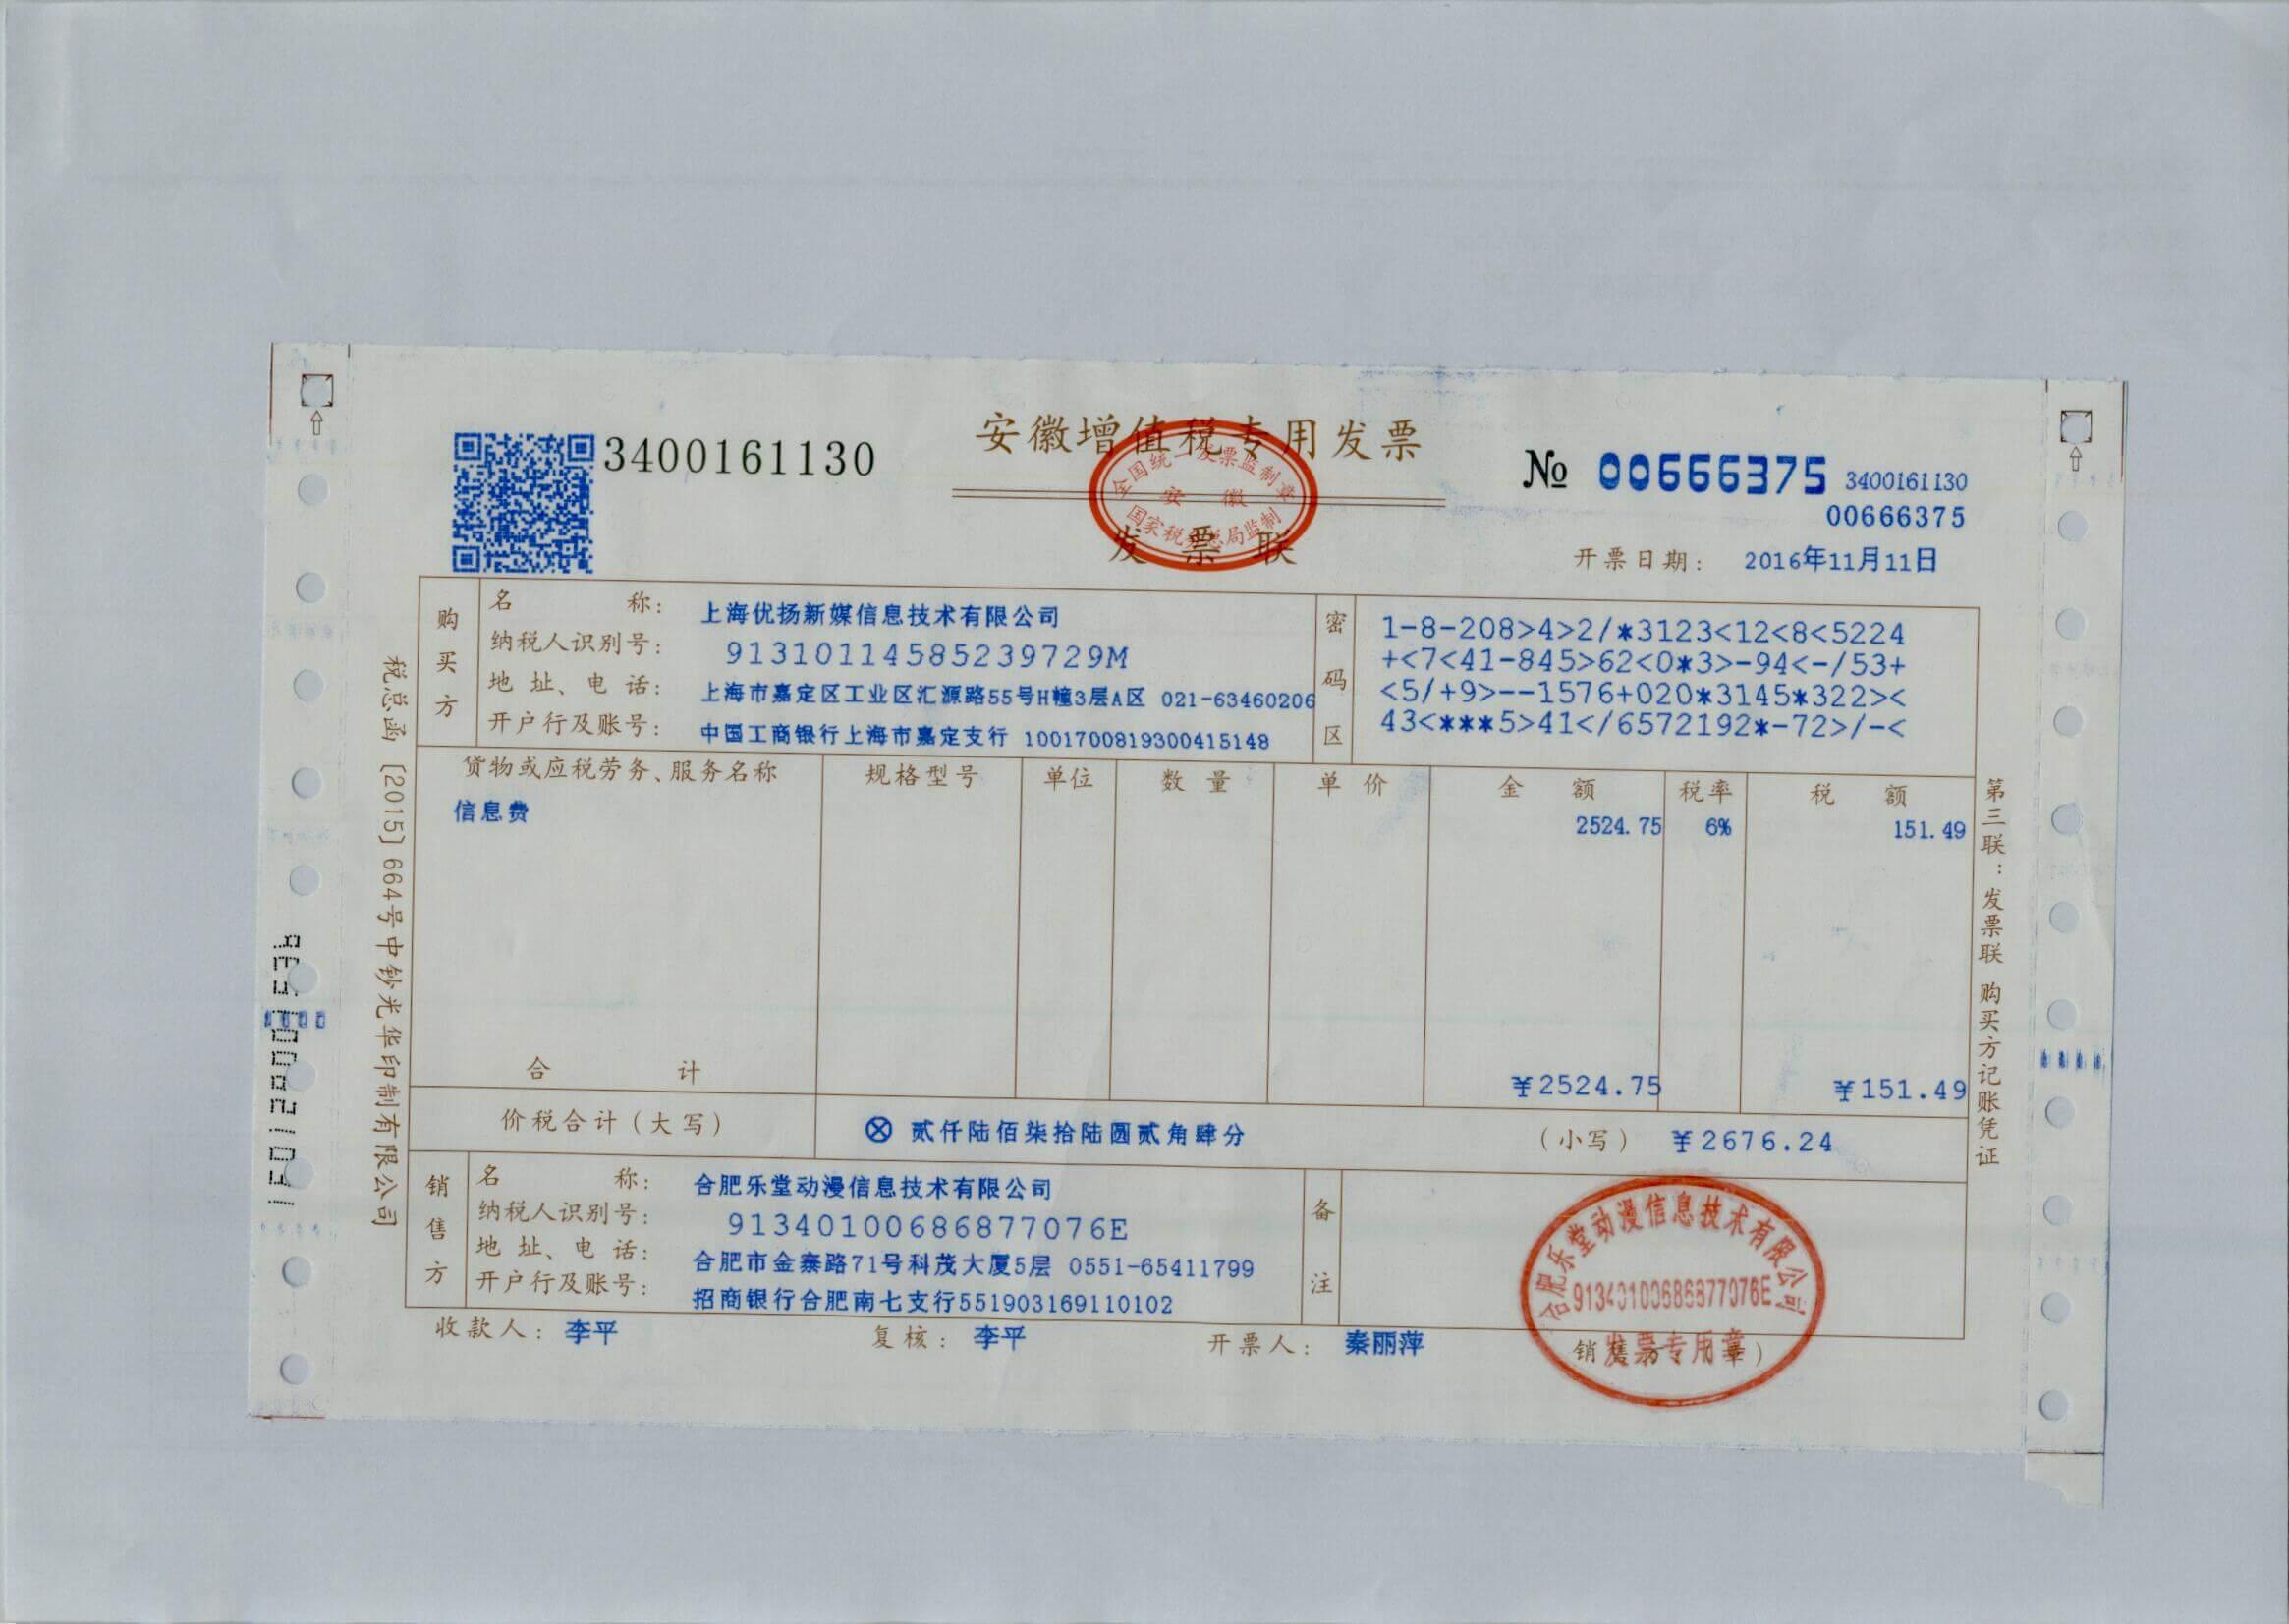 安徽增值税专用发票
3400161130
№ 00666375 3400161130
00666375
全国统一发票监制章
安徽
国家税务总局监制
发票联
开票日期: 2016年11月11日
购买方
名称: 上海优扬新媒信息技术有限公司
纳税人识别号: 91310114585239729M
地址、电话: 上海市嘉定区工业区汇源路55号H幢3层A区 021-63460206
开户行及账号: 中国工商银行上海市嘉定支行 1001700819300415148
密码区
1-8-208>4>2/*3123<12<8<5224
+<7<41-845>62<0*3>-94<-/53+
<5/+9>--1576+020*3145*322><
43<***5>41</6572192*-72>/-<
货物或应税劳务、服务名称 规格型号 单位 数量 单价 金额 税率 税额
信息费 2524.75 6% 151.49
合计 ¥2524.75 ¥151.49
价税合计(大写) ⊗ 贰仟陆佰柒拾陆圆贰角肆分 (小写) ¥2676.24
销售方
名称: 合肥乐堂动漫信息技术有限公司
纳税人识别号: 91340100686877076E
地址、电话: 合肥市金寨路71号科茂大厦5层 0551-65411799
开户行及账号: 招商银行合肥南七支行551903169110102
备注
收款人: 李平 复核: 李平 开票人: 秦丽萍 销售方:(章)
合肥乐堂动漫信息技术有限公司
91340100686877076E
发票专用章
税总函[2015]664号中钞光华印制有限公司
第三联:发票联 购买方记账凭证